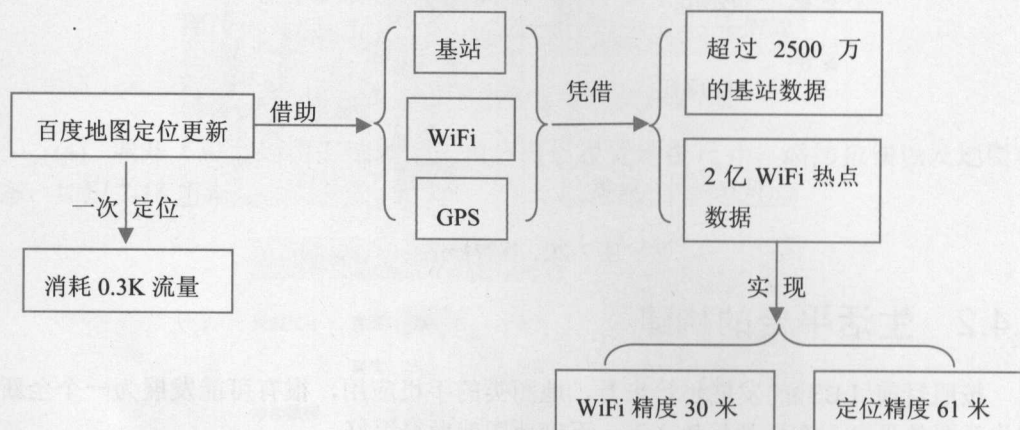 基站
超过 2500 万
的基站数据
百度地图定位更新
借助
凭借
WiFi
2 亿 WiFi 热点
数据
GPS
一次 定位
消耗 0.3K 流量
实 现
WiFi 精度 30 米
定位精度 61 米